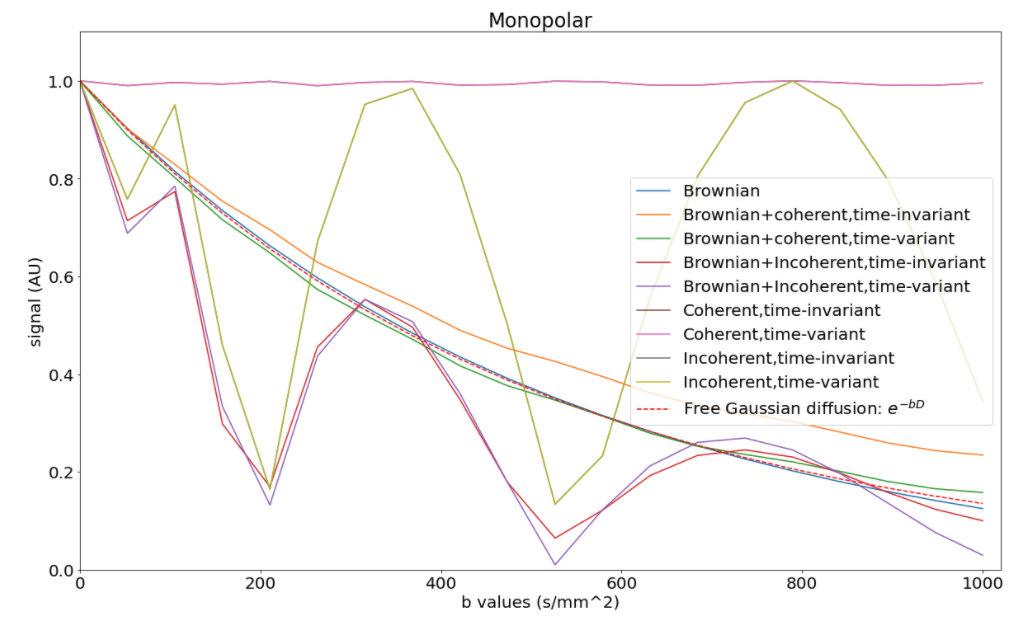 Monopolar
signal (AU)
1.0
0.8
0.6
0.4
0.2
0.0
Brownian
Brownian+coherent,time-invariant
Brownian+coherent,time-variant
Brownian+Incoherent,time-invariant
Brownian+Incoherent,time-variant
Coherent,time-invariant
Coherent,time-variant
Incoherent,time-invariant
Incoherent,time-variant
Free Gaussian diffusion: e^{-bD}
0 200 400 600 800 1000
b values (s/mm^2)